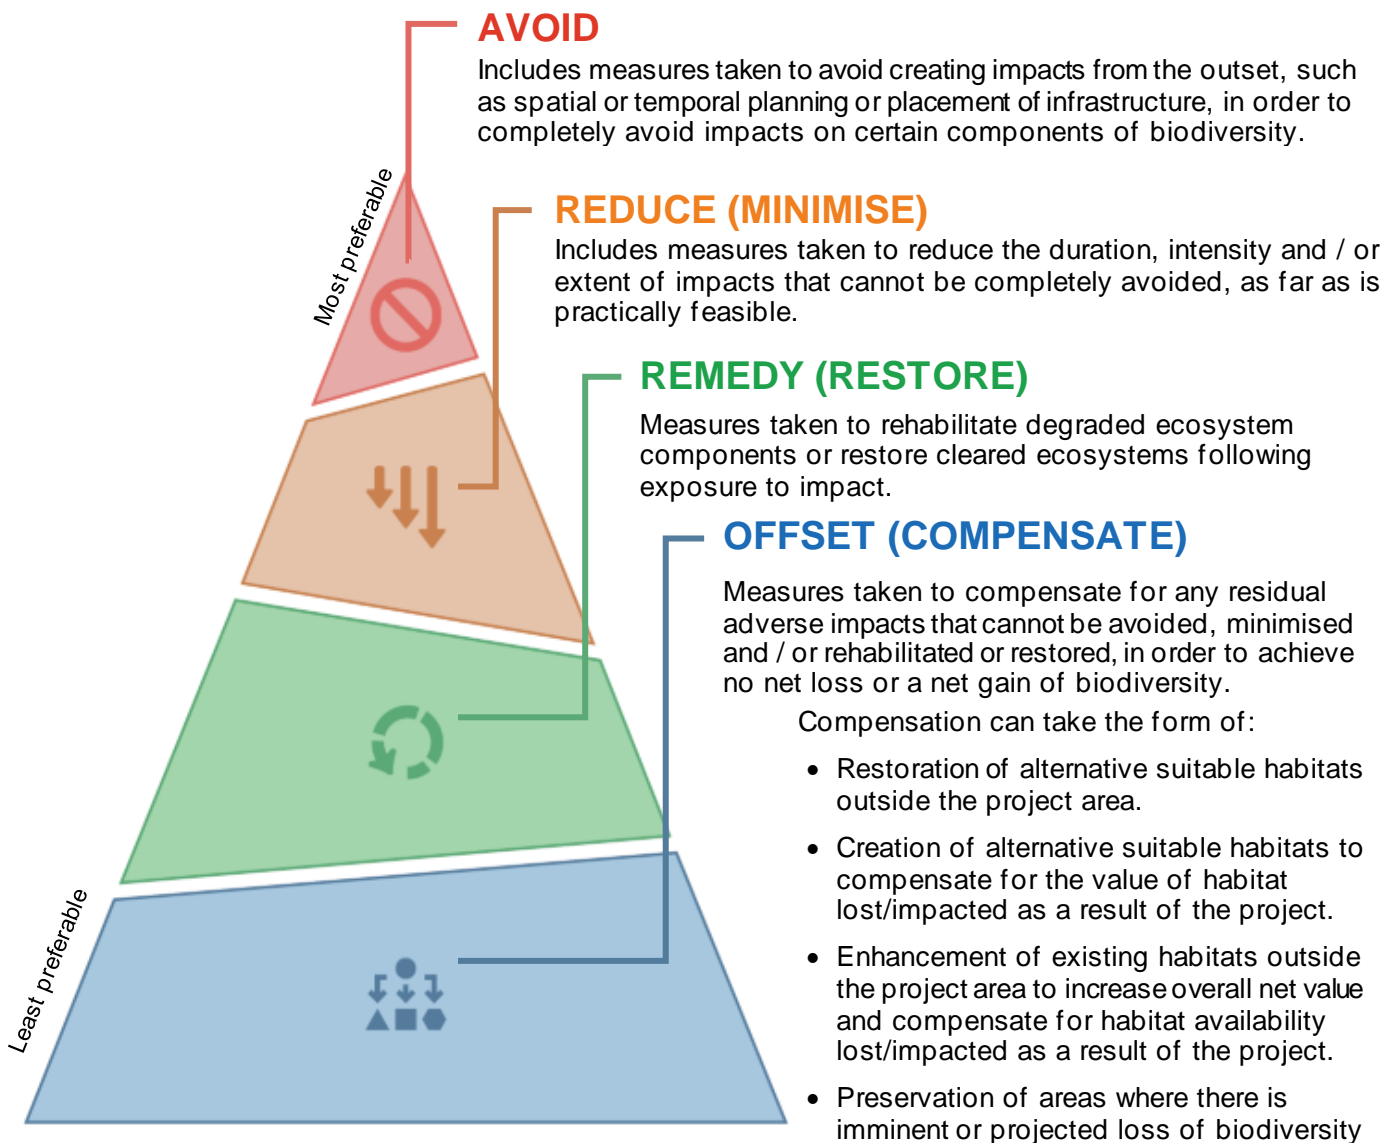 AVOID
Includes measures taken to avoid creating impacts from the outset, such
as spatial or temporal planning or placement of infrastructure, in order to
completely avoid impacts on certain components of biodiversity.
Most preferable
REDUCE (MINIMISE)
Includes measures taken to reduce the duration, intensity and / or
extent of impacts that cannot be completely avoided, as far as is
practically feasible.
REMEDY (RESTORE)
Measures taken to rehabilitate degraded ecosystem
components or restore cleared ecosystems following
exposure to impact.
OFFSET (COMPENSATE)
Measures taken to compensate for any residual
adverse impacts that cannot be avoided, minimised
and / or rehabilitated or restored, in order to achieve
no net loss or a net gain of biodiversity.
Compensation can take the form of:
• Restoration of alternative suitable habitats
outside the project area.
• Creation of alternative suitable habitats to
compensate for the value of habitat
lost/impacted as a result of the project.
• Enhancement of existing habitats outside
the project area to increase overall net value
and compensate for habitat availability
lost/impacted as a result of the project.
• Preservation of areas where there is
imminent or projected loss of biodiversity
Least preferable